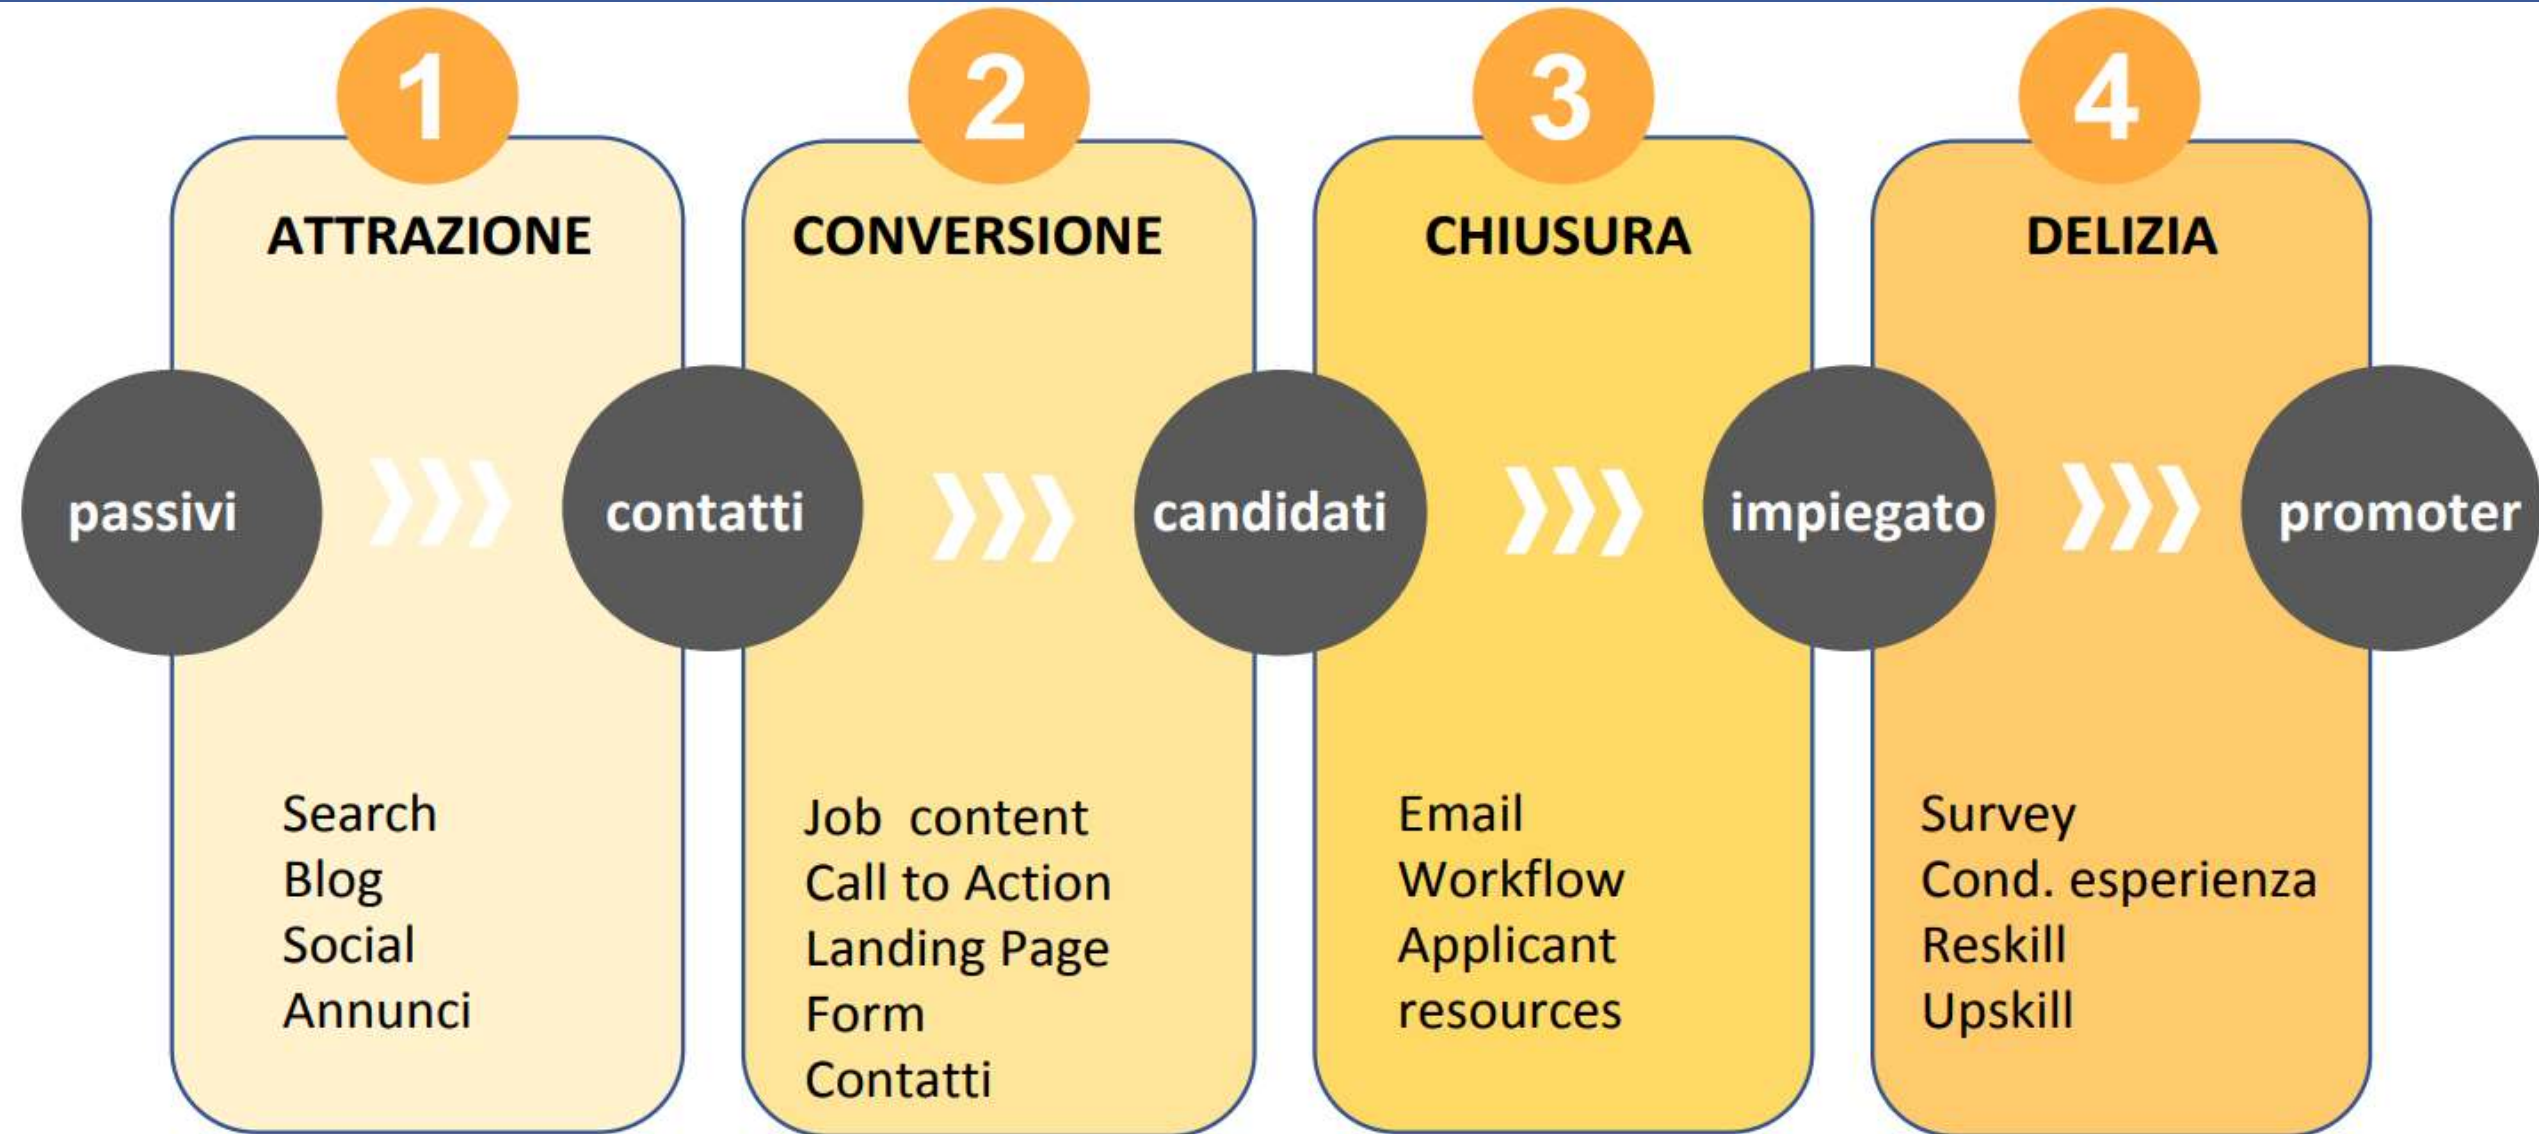 1
2
3
4
ATTRAZIONE
CONVERSIONE
CHIUSURA
DELIZIA
passivi
contatti
candidati
impiegato
promoter
Search
Blog
Social
Annunci
Job content
Call to Action
Landing Page
Form
Contatti
Email
Workflow
Applicant
resources
Survey
Cond. esperienza
Reskill
Upskill